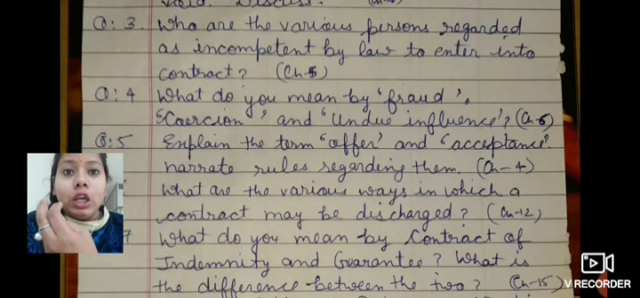 void. Discuss.
Q: 3. Who are the various persons regarded
as incompetent by law to enter into
contract? (Ch-5)
Q: 4 What do you mean by 'fraud',
'Coercion' and 'Undue influence'? (Ch-6)
Q: 5 Explain the term 'offer' and 'acceptance'.
narrate rules regarding them. (Ch-4)
What are the various ways in which a
contract may be discharged? (Ch-12)
7 What do you mean by Contract of
Indemnity and Guarantee? What is
the difference between the two? (Ch-15)
V RECORDER